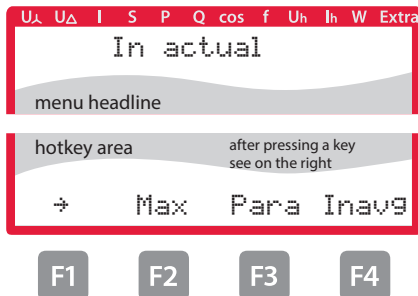 U⅄ U△ I S P Q cos f Uh Ih W Extra
In actual
menu headline
hotkey area
after pressing a key
see on the right
→ Max Para Inavg
F1 F2 F3 F4